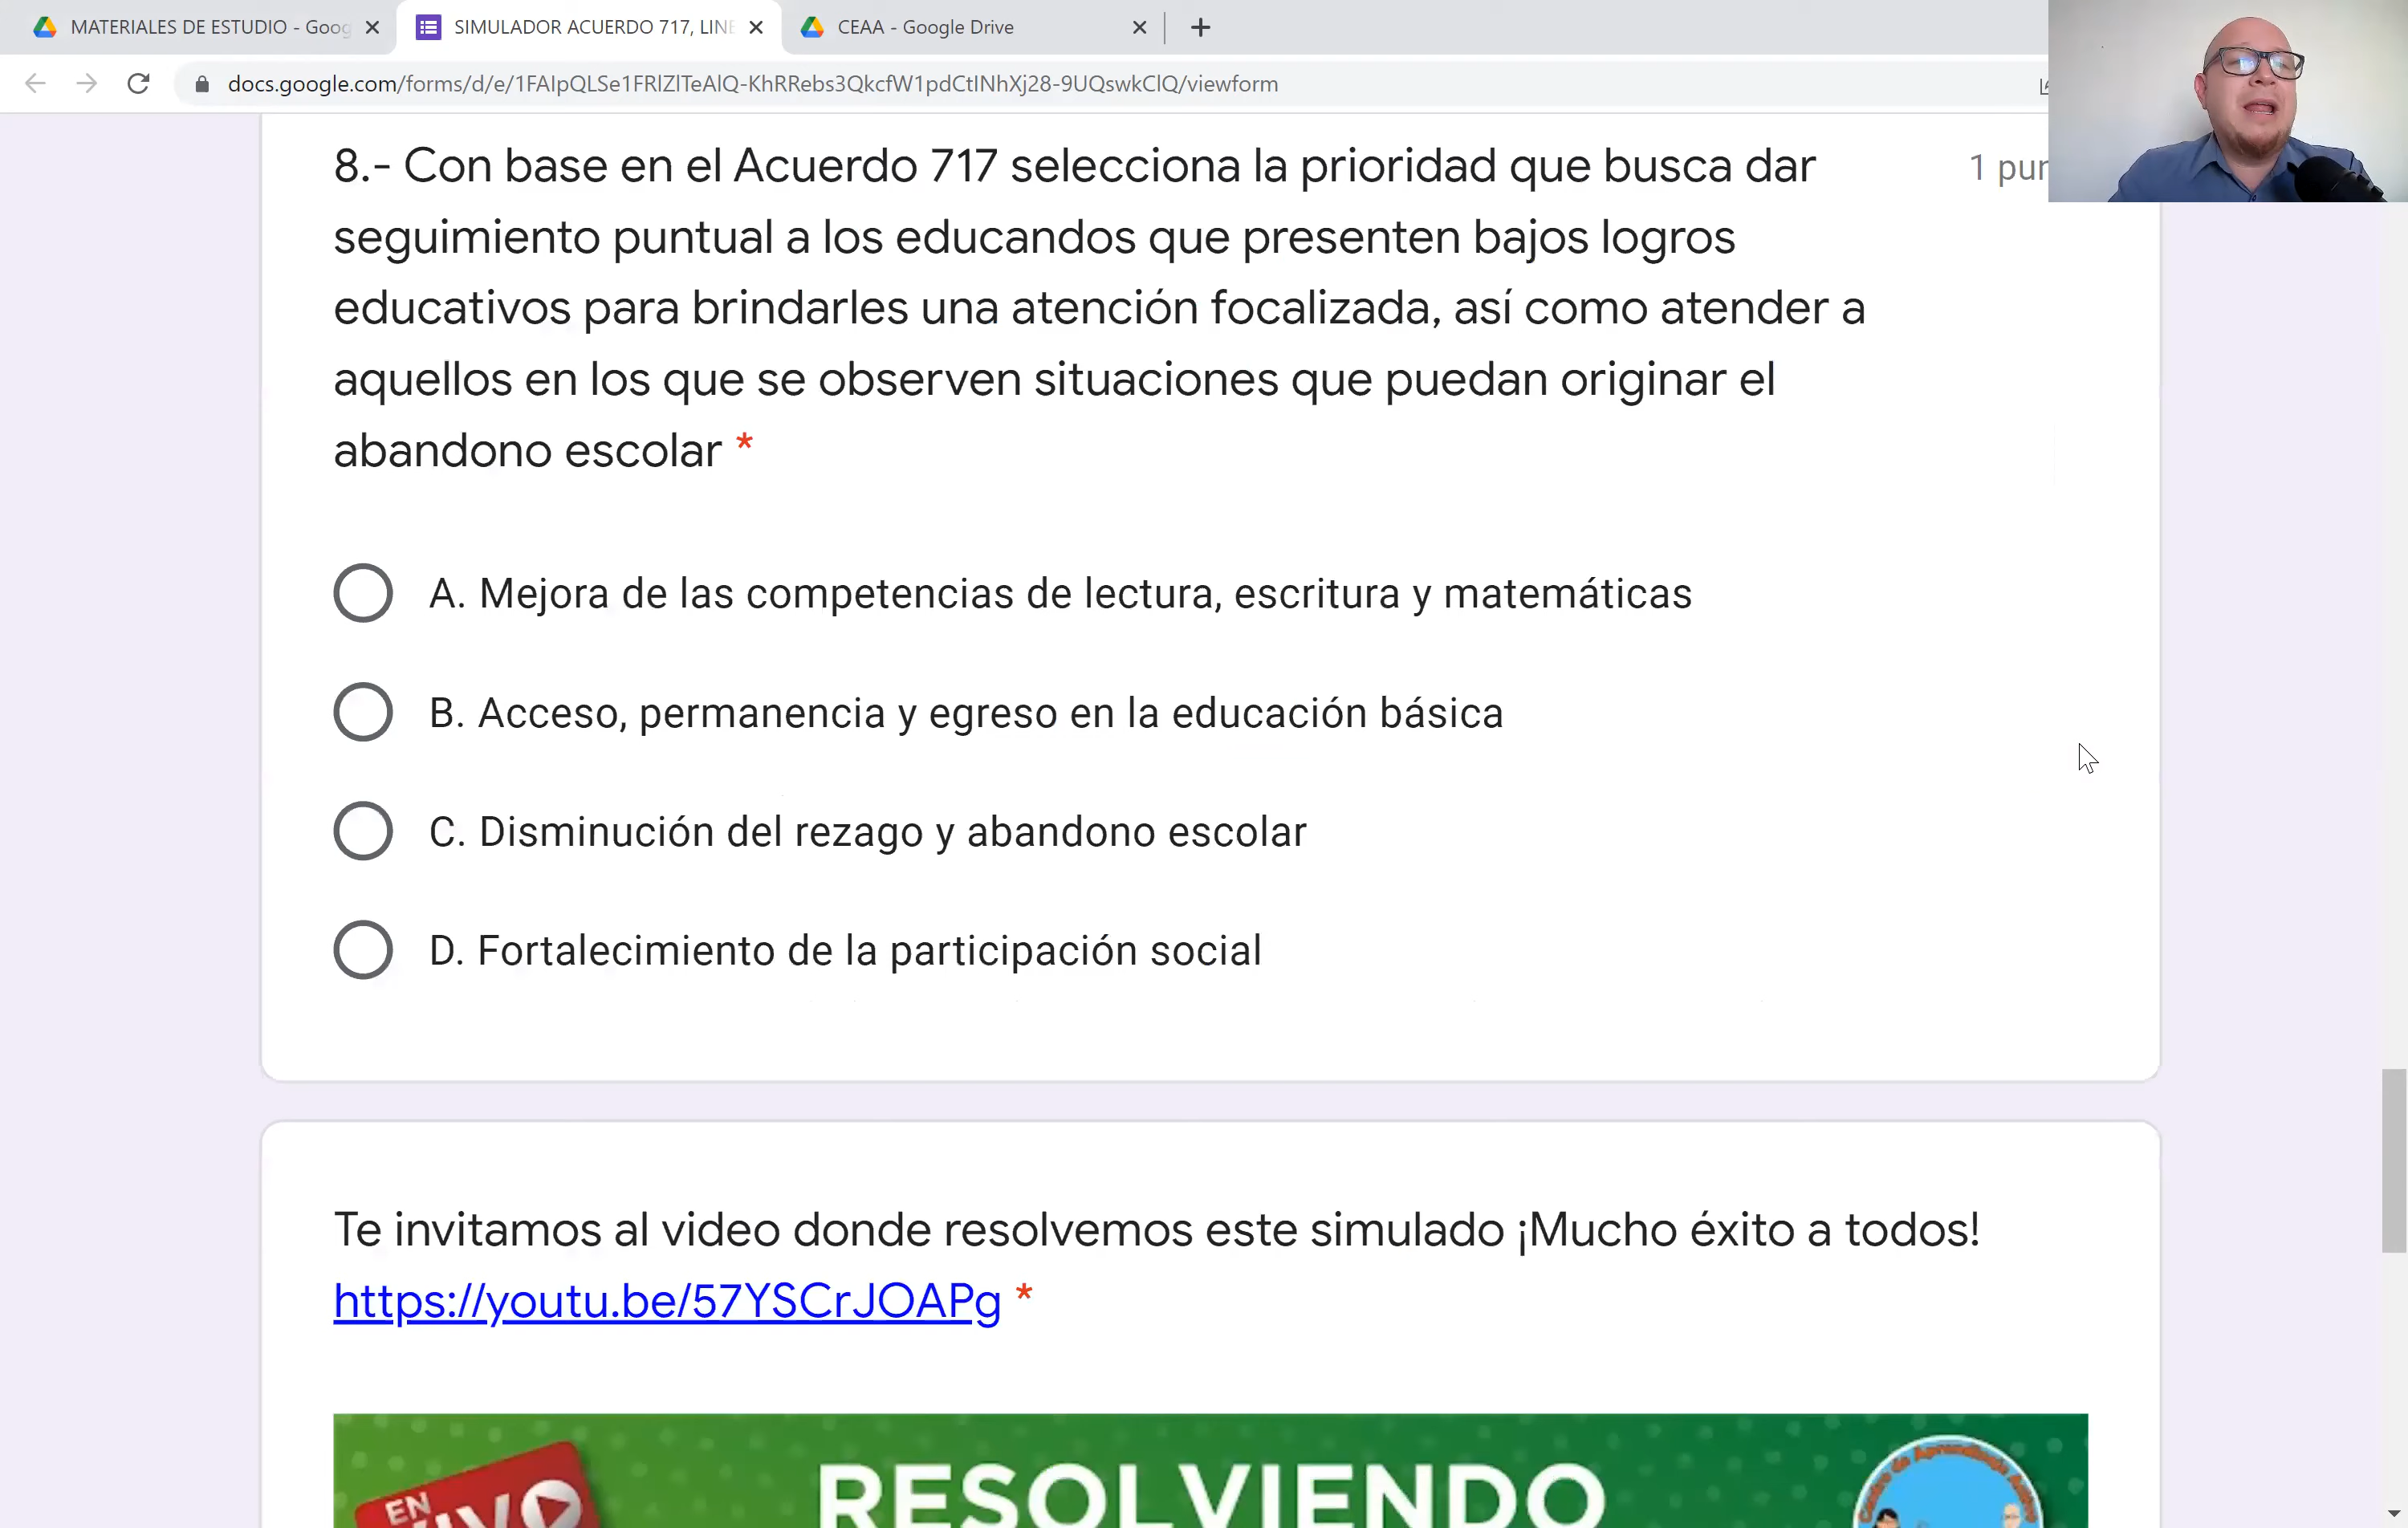 MATERIALES DE ESTUDIO - Goog
SIMULADOR ACUERDO 717, LINE
CEAA - Google Drive
docs.google.com/forms/d/e/1FAIpQLSe1FRlZlTeAlQ-KhRRebs3QkcfW1pdCtINhXj28-9UQswkClQ/viewform
8.- Con base en el Acuerdo 717 selecciona la prioridad que busca dar
1 pun
seguimiento puntual a los educandos que presenten bajos logros
educativos para brindarles una atención focalizada, así como atender a
aquellos en los que se observen situaciones que puedan originar el
abandono escolar *
A. Mejora de las competencias de lectura, escritura y matemáticas
B. Acceso, permanencia y egreso en la educación básica
C. Disminución del rezago y abandono escolar
D. Fortalecimiento de la participación social
Te invitamos al video donde resolvemos este simulado ¡Mucho éxito a todos!
https://youtu.be/57YSCrJOAPg *
EN
VIVO
RESOLVIENDO